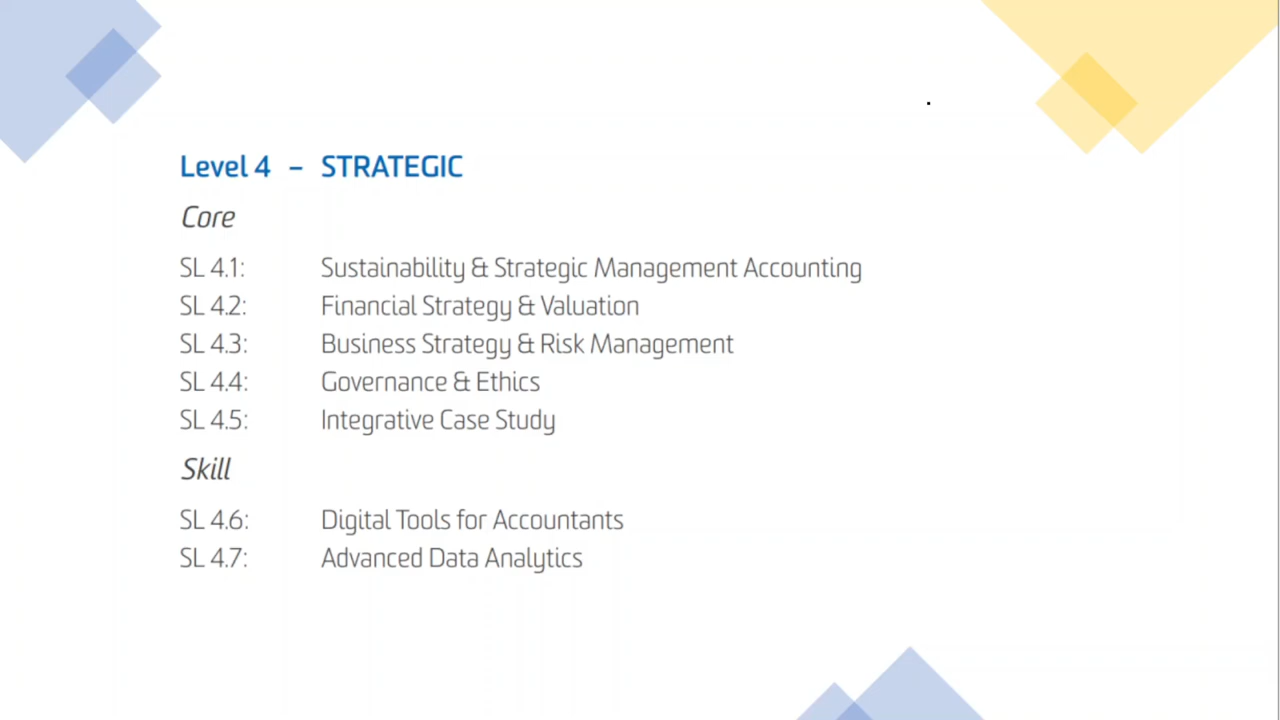 Level 4 – STRATEGIC
Core
SL 4.1: Sustainability & Strategic Management Accounting
SL 4.2: Financial Strategy & Valuation
SL 4.3: Business Strategy & Risk Management
SL 4.4: Governance & Ethics
SL 4.5: Integrative Case Study
Skill
SL 4.6: Digital Tools for Accountants
SL 4.7: Advanced Data Analytics